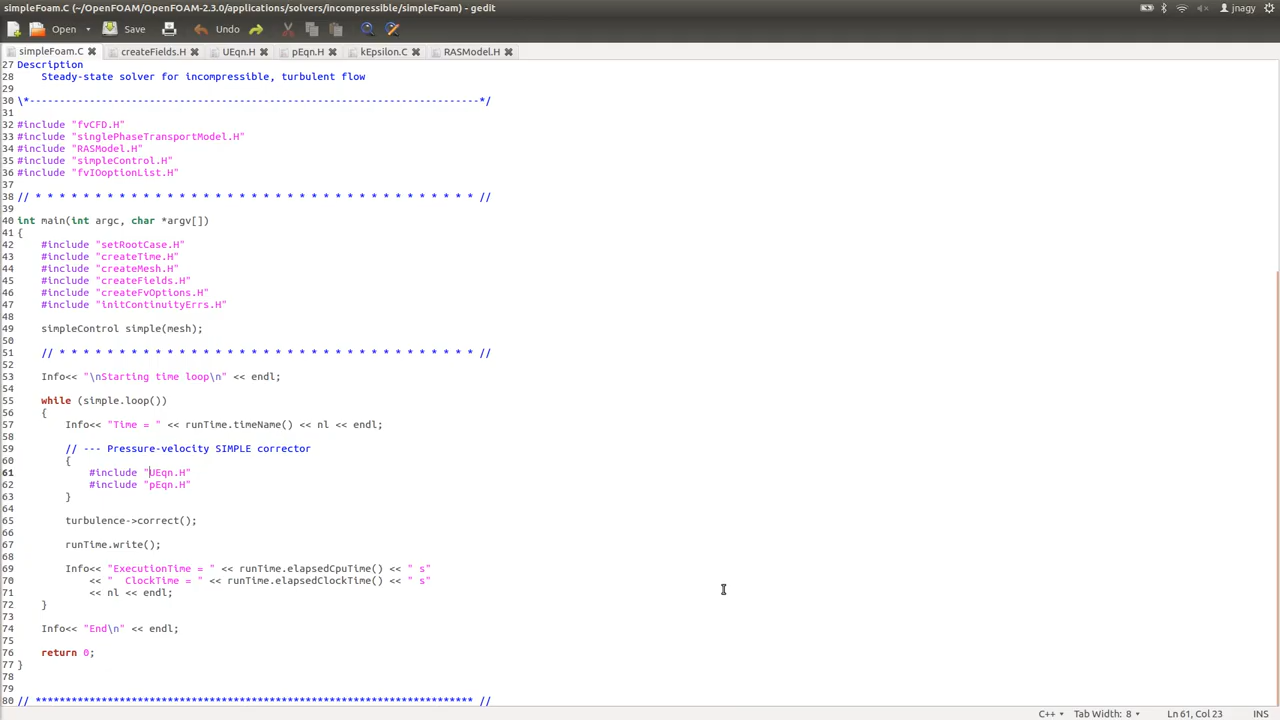 simpleFoam.C (~/OpenFOAM/OpenFOAM-2.3.0/applications/solvers/incompressible/simpleFoam) - gedit
jnagy
Open Save Undo
simpleFoam.C createFields.H UEqn.H pEqn.H kEpsilon.C RASModel.H
27 Description
28     Steady-state solver for incompressible, turbulent flow
29
30 \*---------------------------------------------------------------------------*/
31
32 #include "fvCFD.H"
33 #include "singlePhaseTransportModel.H"
34 #include "RASModel.H"
35 #include "simpleControl.H"
36 #include "fvIOoptionList.H"
37
38 // * * * * * * * * * * * * * * * * * * * * * * * * * * * * * * * * * * * * * //
39
40 int main(int argc, char *argv[])
41 {
42     #include "setRootCase.H"
43     #include "createTime.H"
44     #include "createMesh.H"
45     #include "createFields.H"
46     #include "createFvOptions.H"
47     #include "initContinuityErrs.H"
48
49     simpleControl simple(mesh);
50
51     // * * * * * * * * * * * * * * * * * * * * * * * * * * * * * * * * * * * //
52
53     Info<< "\nStarting time loop\n" << endl;
54
55     while (simple.loop())
56     {
57         Info<< "Time = " << runTime.timeName() << nl << endl;
58
59         // --- Pressure-velocity SIMPLE corrector
60         {
61             #include "UEqn.H"
62             #include "pEqn.H"
63         }
64
65         turbulence->correct();
66
67         runTime.write();
68
69         Info<< "ExecutionTime = " << runTime.elapsedCpuTime() << " s"
70             << "  ClockTime = " << runTime.elapsedClockTime() << " s"
71             << nl << endl;
72     }
73
74     Info<< "End\n" << endl;
75
76     return 0;
77 }
78
79
80 // ************************************************************************* //
C++ Tab Width: 8 Ln 61, Col 23 INS